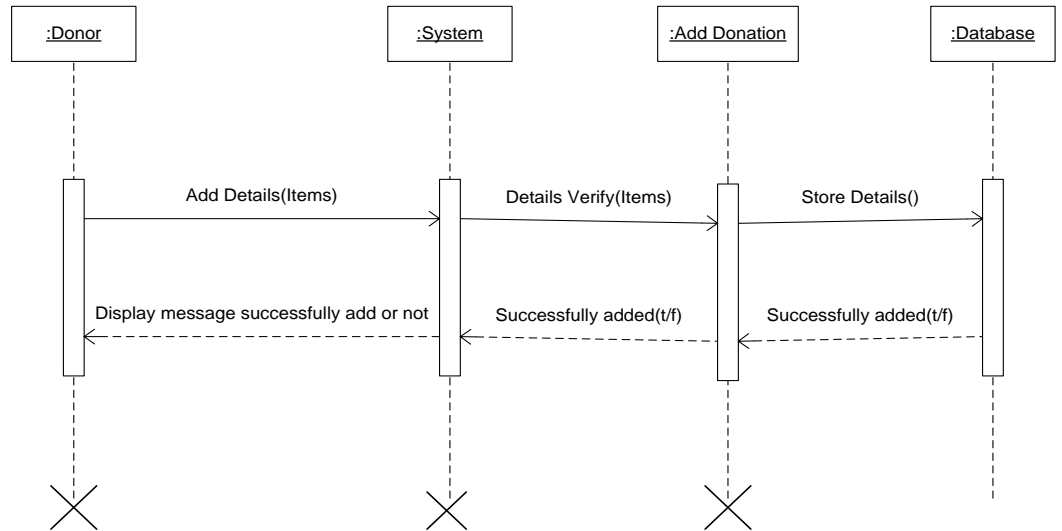 :Donor
:System
:Add Donation
:Database
Add Details(Items)
Details Verify(Items)
Store Details()
Display message successfully add or not
Successfully added(t/f)
Successfully added(t/f)